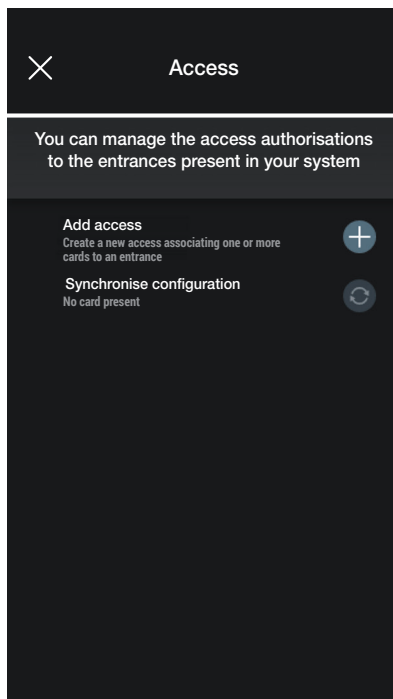 Access
You can manage the access authorisations
to the entrances present in your system
Add access
Create a new access associating one or more
cards to an entrance
Synchronise configuration
No card present